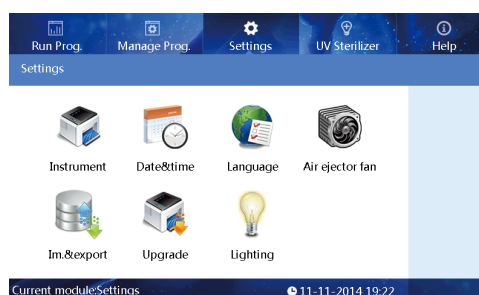 Run Prog. Manage Prog. Settings UV Sterilizer Help
Settings
Instrument Date&time Language Air ejector fan
Im.&export Upgrade Lighting
Current module:Settings 11-11-2014 19:22